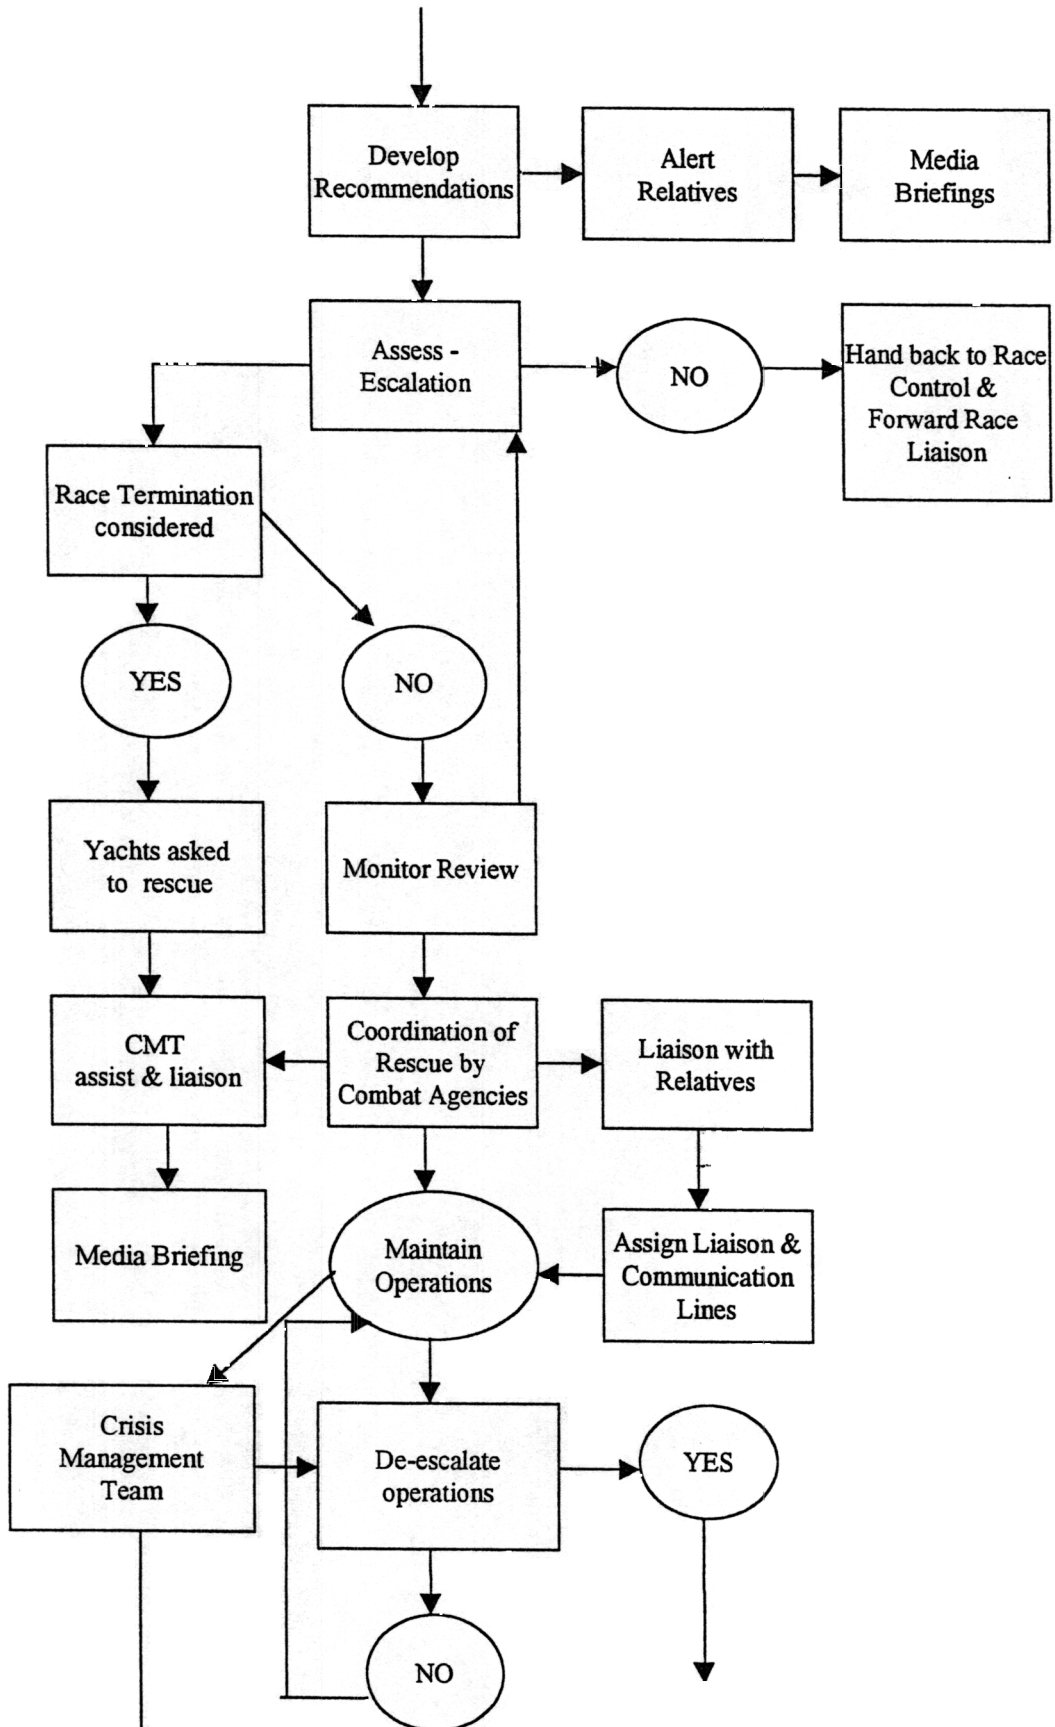 Develop
Recommendations
Alert
Relatives
Media
Briefings
Assess -
Escalation
NO
Hand back to Race
Control &
Forward Race
Liaison
Race Termination
considered
YES
NO
Yachts asked
to rescue
Monitor Review
CMT
assist & liaison
Coordination of
Rescue by
Combat Agencies
Liaison with
Relatives
Media Briefing
Maintain
Operations
Assign Liaison &
Communication
Lines
Crisis
Management
Team
De-escalate
operations
YES
NO